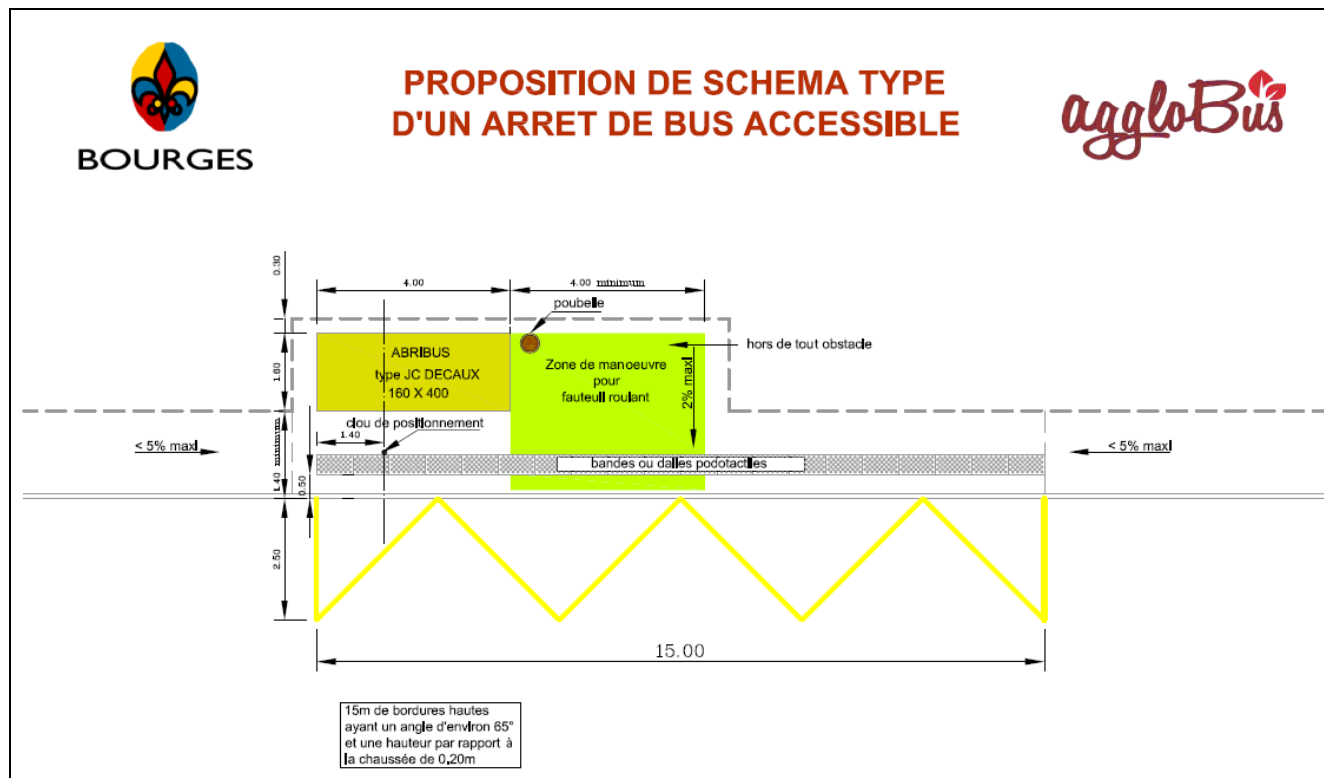 BOURGES
PROPOSITION DE SCHEMA TYPE
D'UN ARRET DE BUS ACCESSIBLE
aggloBus
0.30
4.00
4.00 minimum
poubelle
1.60
ABRIBUS
type JC DECAUX
160 X 400
Zone de manoeuvre
pour
fauteuil roulant
2% maxi
hors de tout obstacle
clou de positionnement
1.40
< 5% maxi
< 5% maxi
1.40 minimum
0.50
bandes ou dalles podotactiles
2.50
15.00
15m de bordures hautes
ayant un angle d'environ 65°
et une hauteur par rapport à
la chaussée de 0,20m